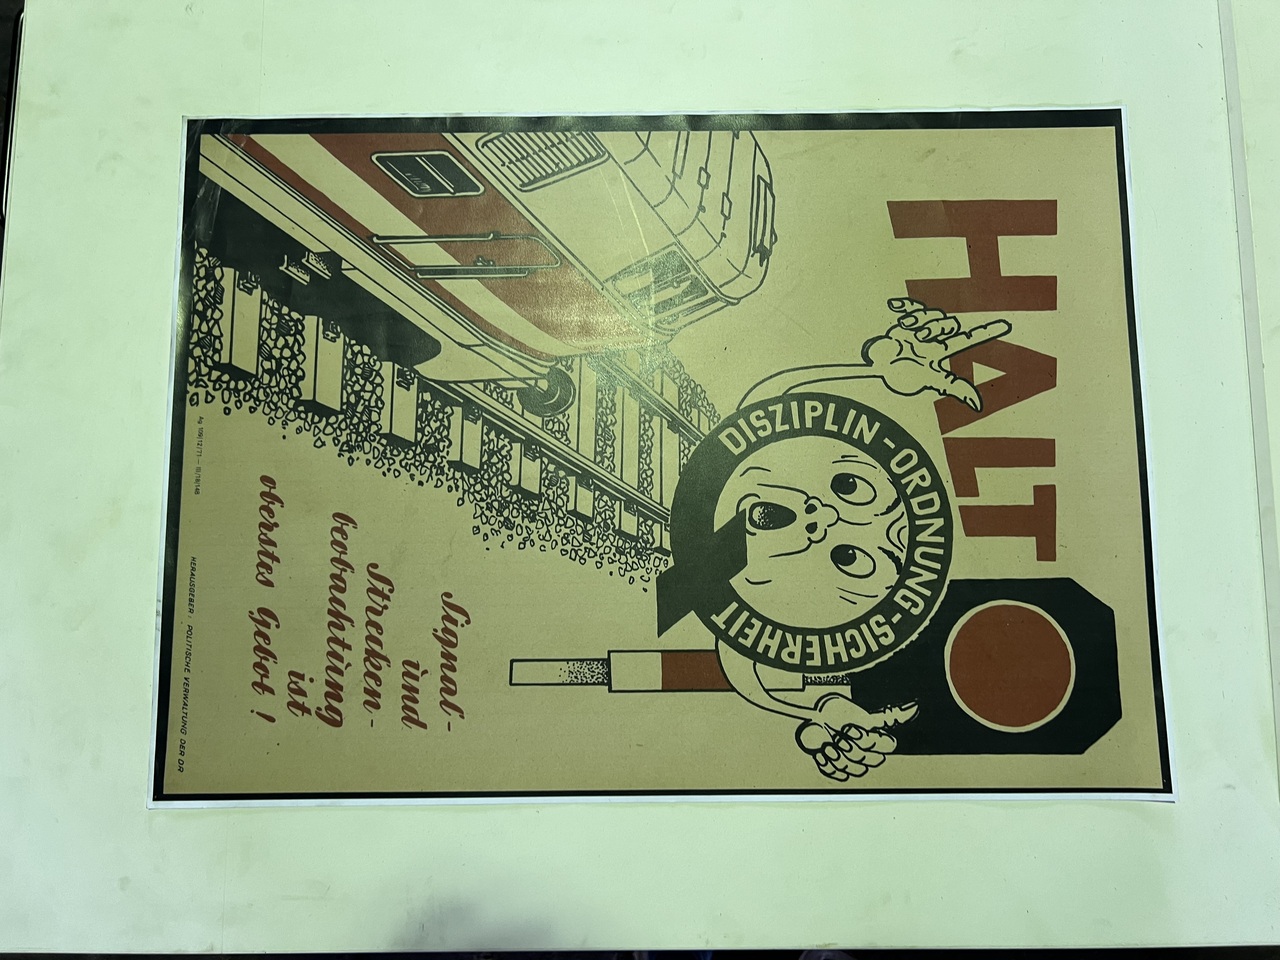 HALT
DISZIPLIN-ORDNUNG-SICHERHEIT
Signal-
und
Strecken-
beobachtung
ist
oberstes Gebot!
HERAUSGEBER: POLITISCHE VERWALTUNG DER DR